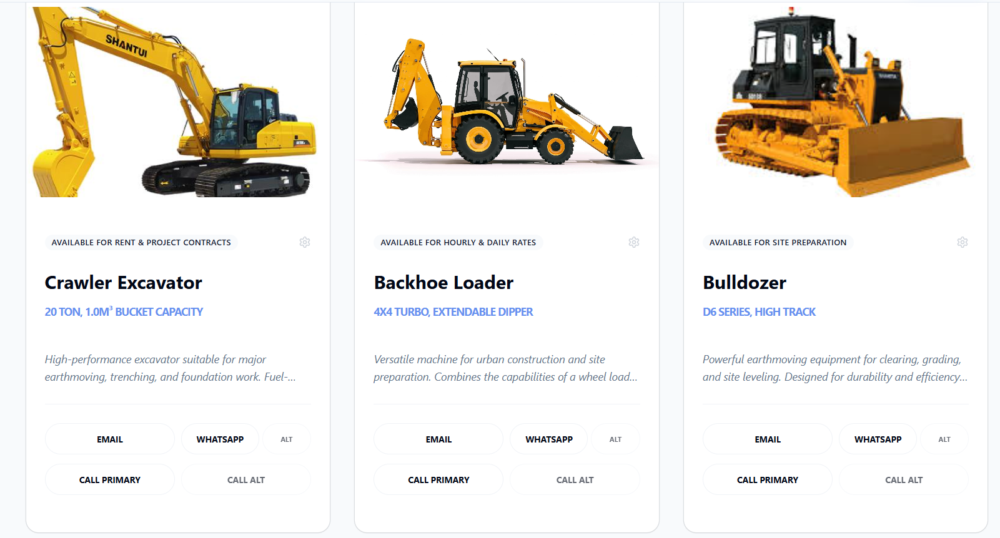 SHANTUI
AVAILABLE FOR RENT & PROJECT CONTRACTS
Crawler Excavator
20 TON, 1.0M³ BUCKET CAPACITY
High-performance excavator suitable for major
earthmoving, trenching, and foundation work. Fuel-...
EMAIL
WHATSAPP
ALT
CALL PRIMARY
CALL ALT
AVAILABLE FOR HOURLY & DAILY RATES
Backhoe Loader
4X4 TURBO, EXTENDABLE DIPPER
Versatile machine for urban construction and site
preparation. Combines the capabilities of a wheel load...
EMAIL
WHATSAPP
ALT
CALL PRIMARY
CALL ALT
AVAILABLE FOR SITE PREPARATION
Bulldozer
D6 SERIES, HIGH TRACK
Powerful earthmoving equipment for clearing, grading,
and site leveling. Designed for durability and efficiency...
EMAIL
WHATSAPP
ALT
CALL PRIMARY
CALL ALT